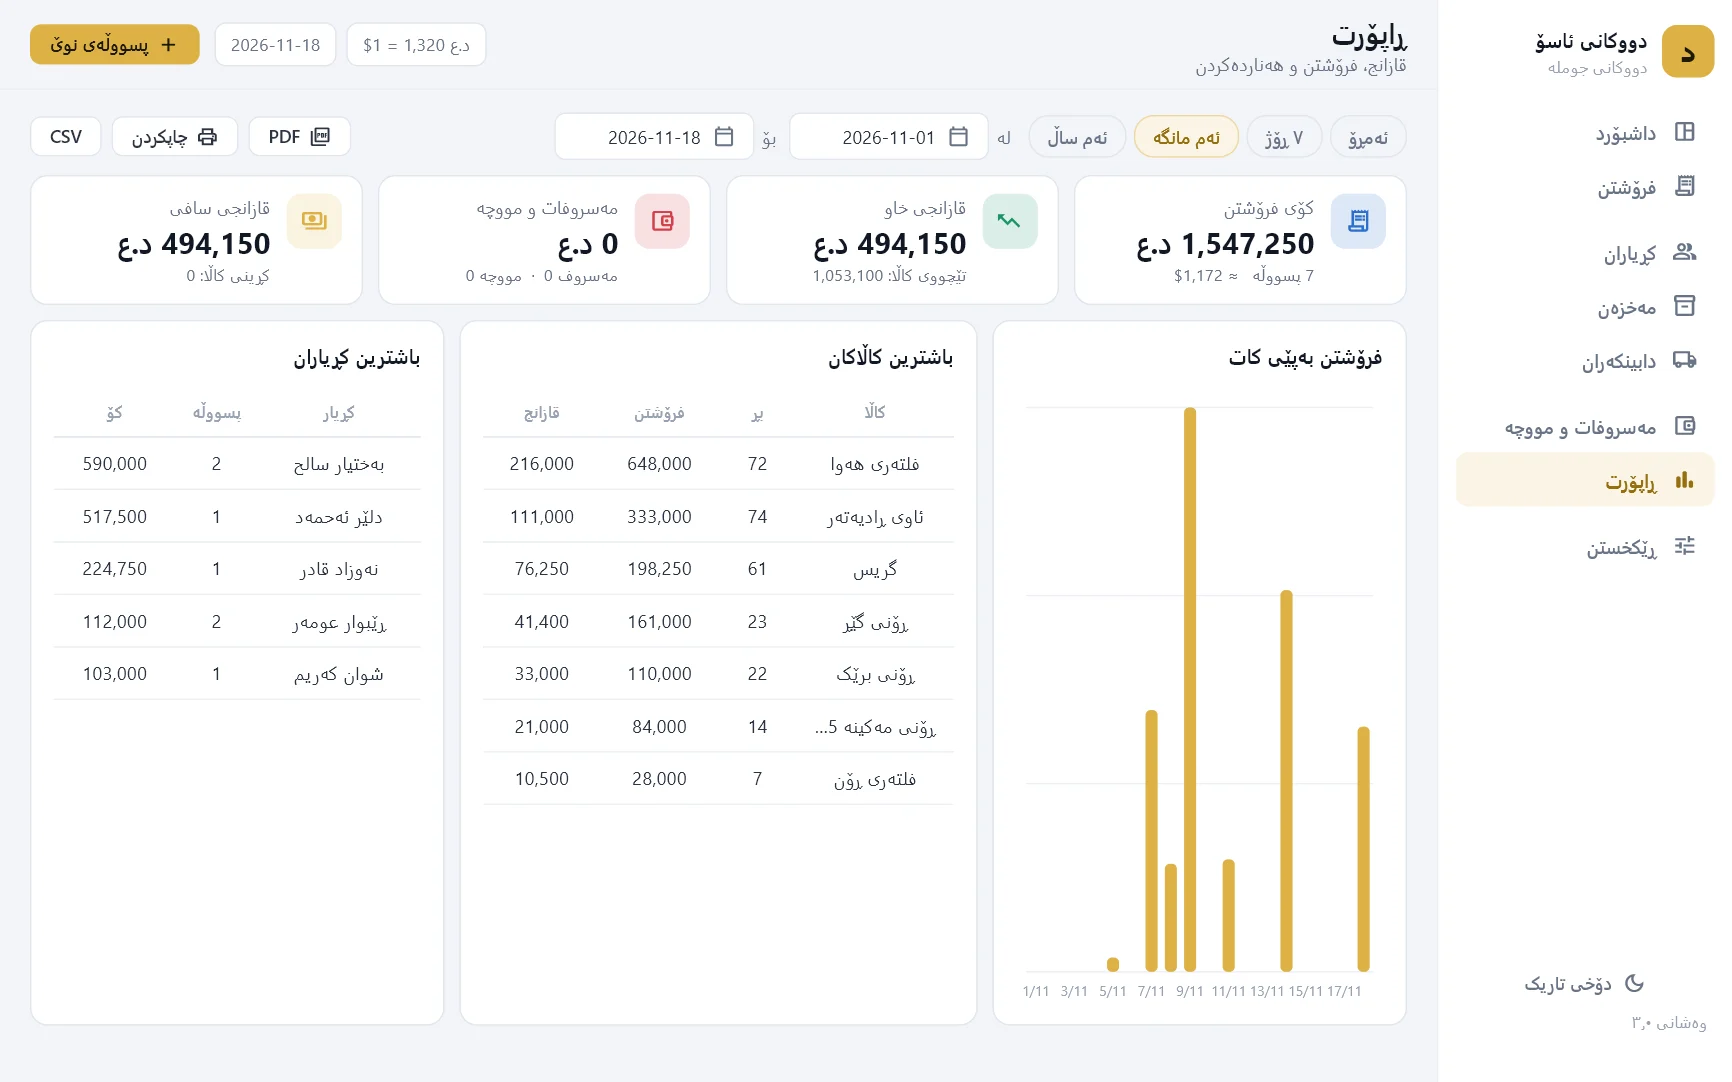 دووکانی ئاسۆ
دووکانی جوملە
د
داشبۆرد
فرۆشتن
کڕیاران
مەخزەن
دابینکەران
مەسروفات و مووچە
ڕاپۆرت
ڕێکخستن
دۆخی تاریک
وەشانی ٣٫٠
ڕاپۆرت
قازانج، فرۆشتن و هەناردەکردن
$1 = 1,320 د.ع
2026-11-18
+ پسووڵەی نوێ
ئەمڕۆ
٧ ڕۆژ
ئەم مانگە
ئەم ساڵ
لە
2026-11-01
بۆ
2026-11-18
PDF
چاپکردن
CSV
کۆی فرۆشتن
1,547,250 د.ع
7 پسووڵە ≈ $1,172
قازانجی خاو
494,150 د.ع
تێچووی کاڵا: 1,053,100
مەسروفات و مووچە
0 د.ع
مەسروف 0 · مووچە 0
قازانجی سافی
494,150 د.ع
کڕینی کاڵا: 0
فرۆشتن بەپێی کات
1/11 3/11 5/11 7/11 9/11 11/11 13/11 15/11 17/11
باشترین کاڵاکان
کاڵا بڕ فرۆشتن قازانج
فلتەری هەوا 72 648,000 216,000
ئاوی ڕادیەتەر 74 333,000 111,000
گریس 61 198,250 76,250
ڕۆنی گێڕ 23 161,000 41,400
ڕۆنی برێک 22 110,000 33,000
ڕۆنی مەکینە 5... 14 84,000 21,000
فلتەری ڕۆن 7 28,000 10,500
باشترین کڕیاران
کڕیار پسووڵە کۆ
بەختیار سالح 2 590,000
دلێر ئەحمەد 1 517,500
نەوزاد قادر 1 224,750
ڕێبوار عومەر 2 112,000
شوان کەریم 1 103,000